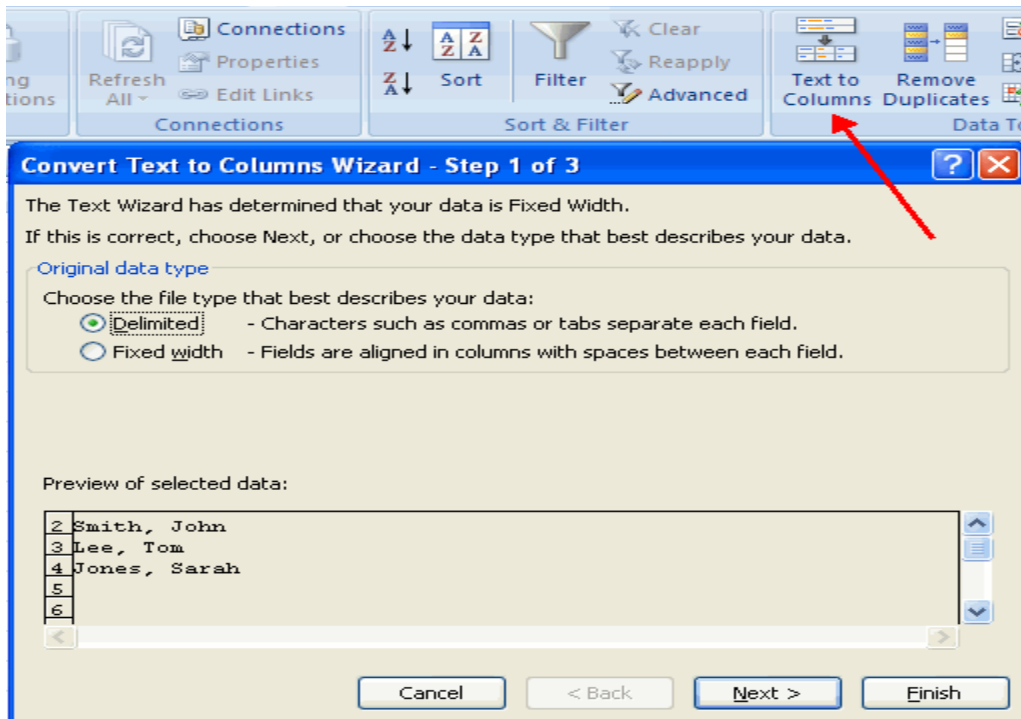 Connections
Properties
Edit Links
Refresh
All
ng
tions
Connections
A
Z
Z
A
A Z
Z A
Sort
Filter
Clear
Reapply
Advanced
Sort & Filter
Text to
Columns
Remove
Duplicates
Data To
Convert Text to Columns Wizard - Step 1 of 3
?
The Text Wizard has determined that your data is Fixed Width.
If this is correct, choose Next, or choose the data type that best describes your data.
Original data type
Choose the file type that best describes your data:
Delimited - Characters such as commas or tabs separate each field.
Fixed width - Fields are aligned in columns with spaces between each field.
Preview of selected data:
2 Smith, John
3 Lee, Tom
4 Jones, Sarah
5
6
Cancel
< Back
Next >
Finish